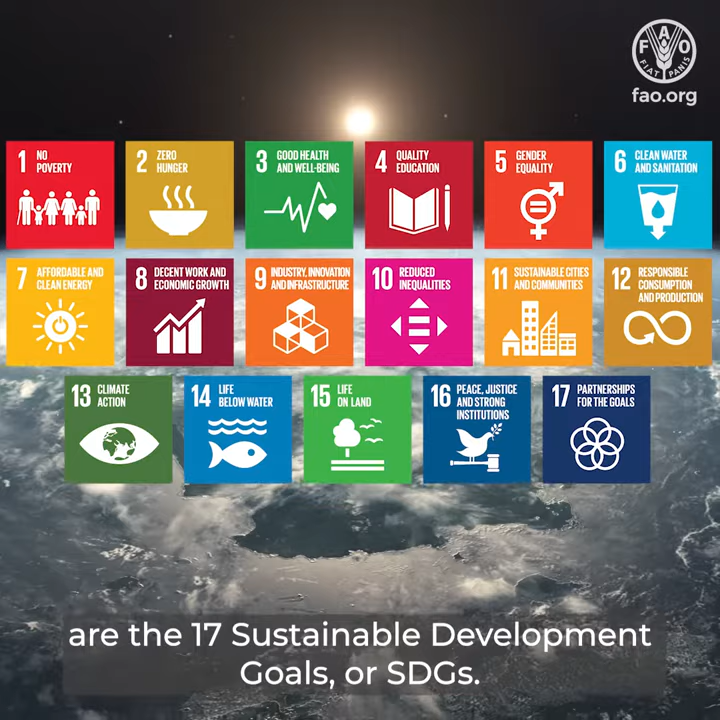 FAO
FIAT PANIS
fao.org
1 NO
POVERTY
2 ZERO
HUNGER
3 GOOD HEALTH
AND WELL-BEING
4 QUALITY
EDUCATION
5 GENDER
EQUALITY
6 CLEAN WATER
AND SANITATION
7 AFFORDABLE AND
CLEAN ENERGY
8 DECENT WORK AND
ECONOMIC GROWTH
9 INDUSTRY, INNOVATION
AND INFRASTRUCTURE
10 REDUCED
INEQUALITIES
11 SUSTAINABLE CITIES
AND COMMUNITIES
12 RESPONSIBLE
CONSUMPTION
AND PRODUCTION
13 CLIMATE
ACTION
14 LIFE
BELOW WATER
15 LIFE
ON LAND
16 PEACE, JUSTICE
AND STRONG
INSTITUTIONS
17 PARTNERSHIPS
FOR THE GOALS
are the 17 Sustainable Development
Goals, or SDGs.